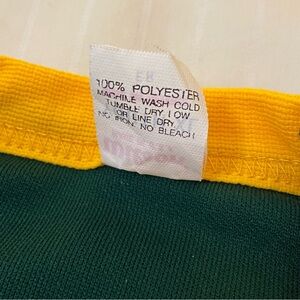 100% POLYESTER
MACHINE WASH COLD
TUMBLE DRY LOW
OR LINE DRY
NO IRON. NO BLEACH